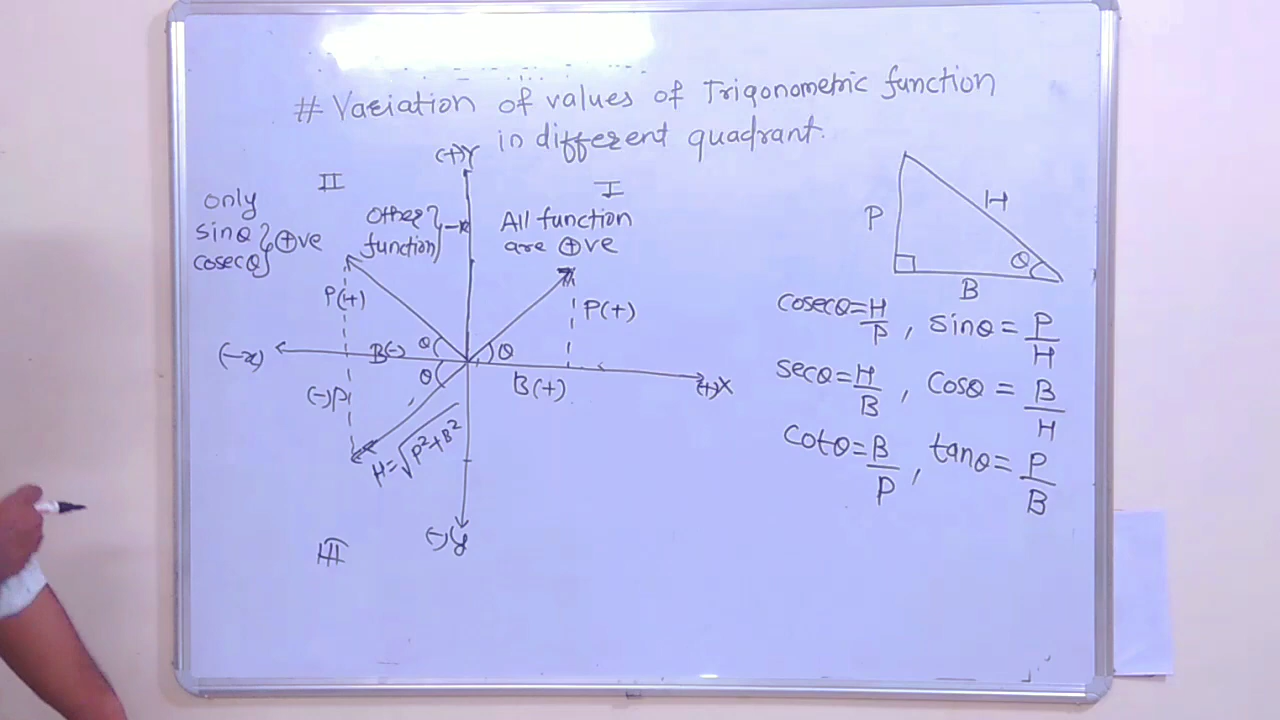 # Variation of values of Trigonometric function
in different quadrant.
(+)Y
II
I
only
sinθ
cosecθ
} ⊕ve
Other
function
} -ve
All function
are ⊕ve
P(+)
P(+)
θ
θ
(-x)
B(-)
θ
B(+)
(+)X
(-)P
H=√P²+B²
(-)y
III
P
H
θ
B
cosecθ=H/P, sinθ=P/H
secθ=H/B, cosθ=B/H
cotθ=B/P, tanθ=P/B